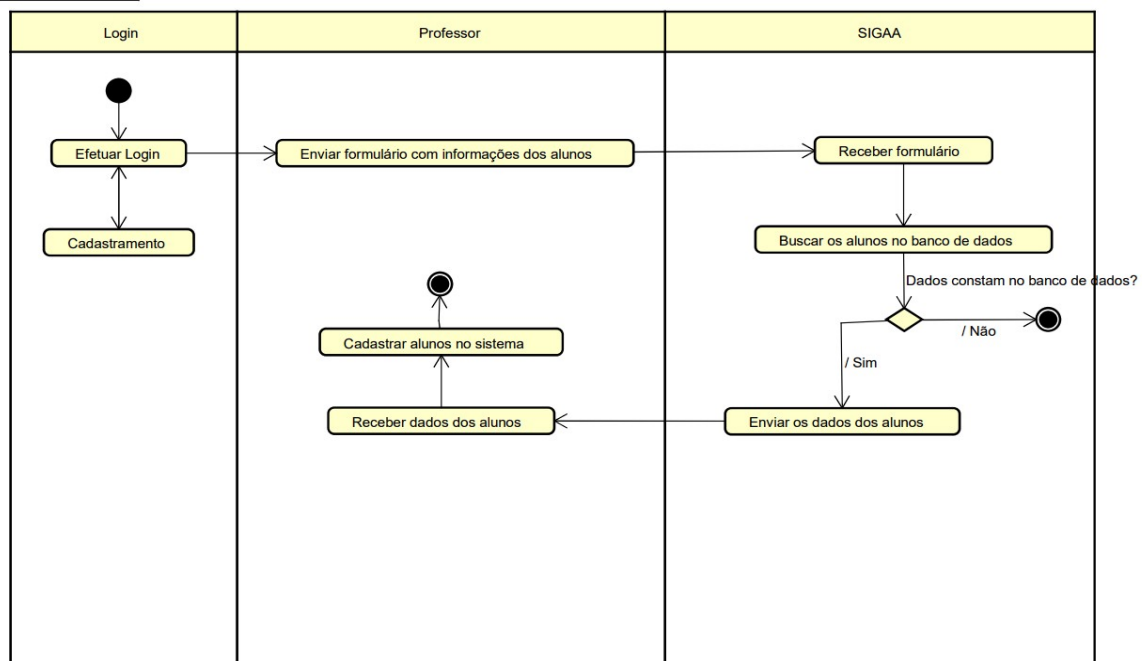 Login
Professor
SIGAA
Efetuar Login
Enviar formulário com informações dos alunos
Receber formulário
Cadastramento
Buscar os alunos no banco de dados
Dados constam no banco de dados?
/ Não
Cadastrar alunos no sistema
/ Sim
Receber dados dos alunos
Enviar os dados dos alunos